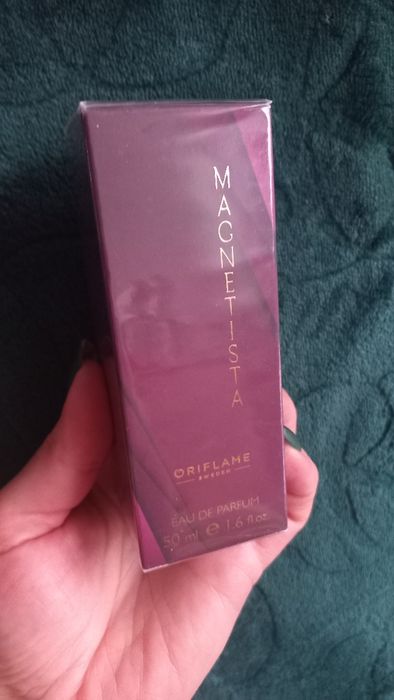 MAGNETISTA
ORIFLAME
SWEDEN
EAU DE PARFUM
50 ml ℮ 1.6 fl.oz.